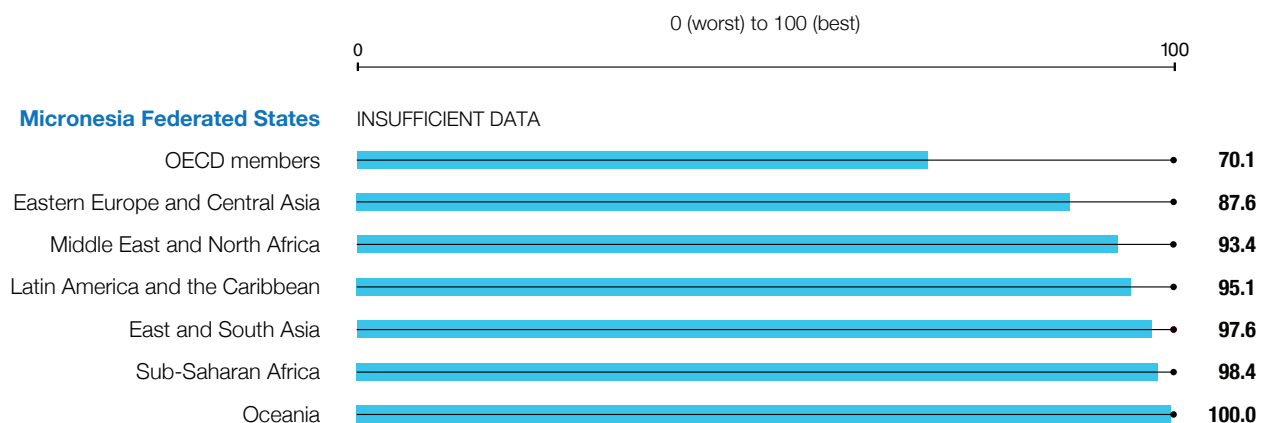 0 (worst) to 100 (best)
0 100
Micronesia Federated States INSUFFICIENT DATA
OECD members 70.1
Eastern Europe and Central Asia 87.6
Middle East and North Africa 93.4
Latin America and the Caribbean 95.1
East and South Asia 97.6
Sub-Saharan Africa 98.4
Oceania 100.0